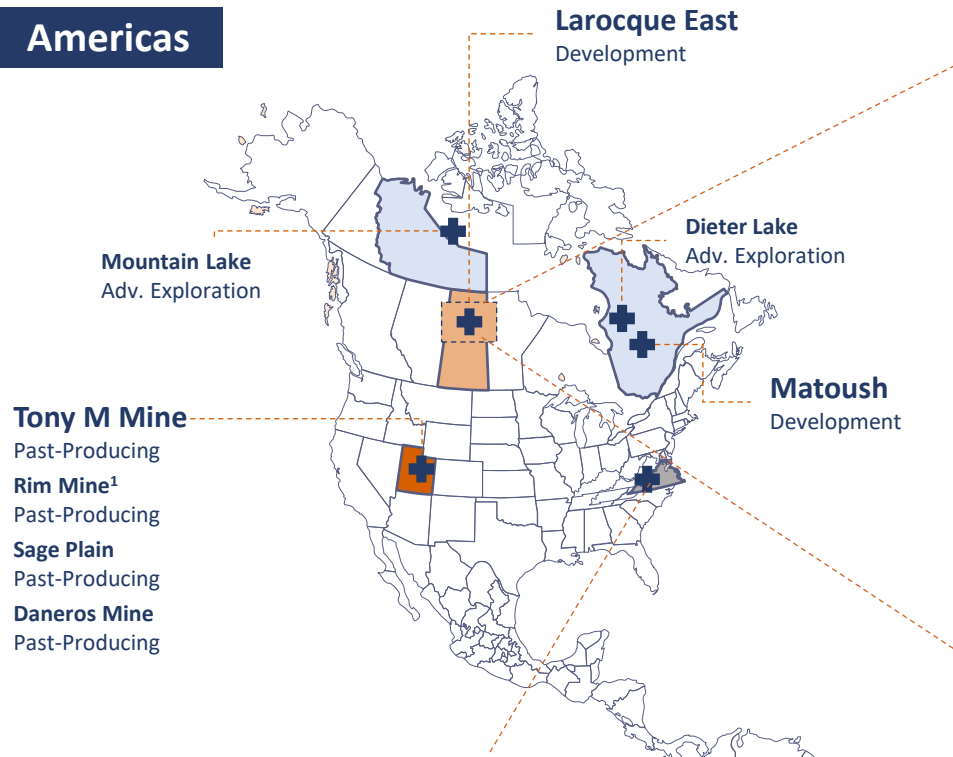 Americas
Larocque East
Development
Mountain Lake
Adv. Exploration
Dieter Lake
Adv. Exploration
Matoush
Development
Tony M Mine
Past-Producing
Rim Mine¹
Past-Producing
Sage Plain
Past-Producing
Daneros Mine
Past-Producing